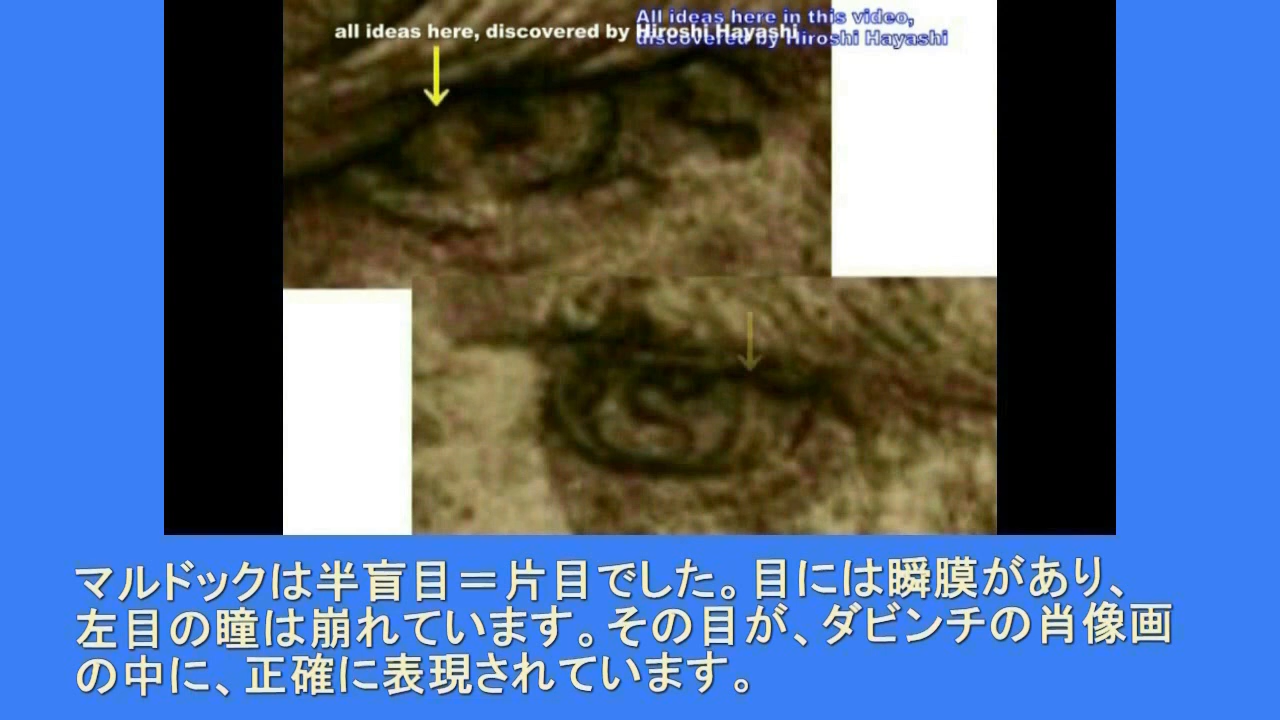 All ideas here in this video,
all ideas here, discovered by Hiroshi Hayashi
discovered by Hiroshi Hayashi
マルドックは半盲目＝片目でした。目には瞬膜があり、
左目の瞳は崩れています。その目が、ダビンチの肖像画
の中に、正確に表現されています。